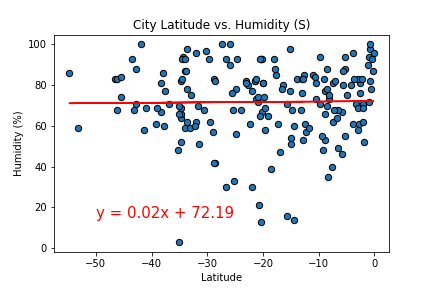 City Latitude vs. Humidity (S)
100
80
60
40
20
0
Humidity (%)
y = 0.02x + 72.19
−50 −40 −30 −20 −10 0
Latitude